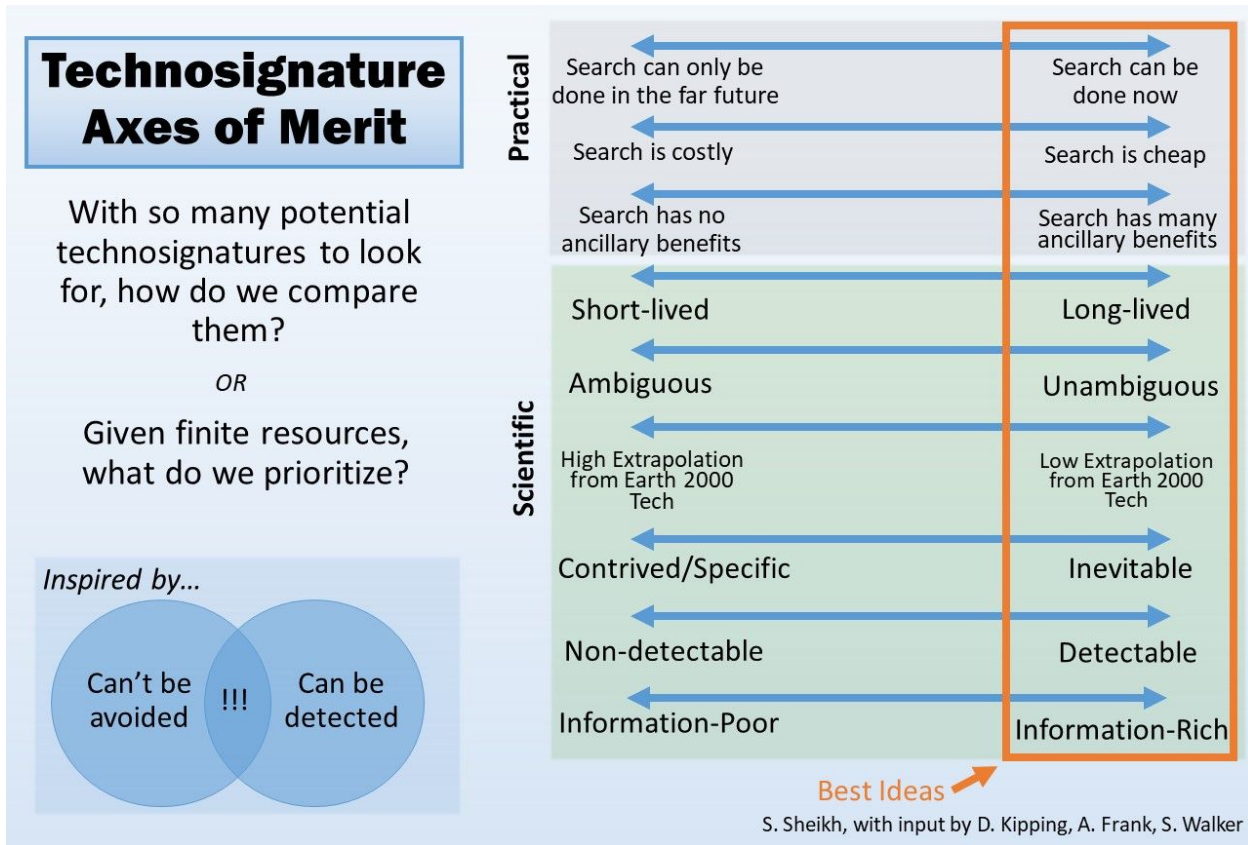 Technosignature
Axes of Merit
With so many potential
technosignatures to look
for, how do we compare
them?
OR
Given finite resources,
what do we prioritize?
Inspired by...
Can't be
avoided
!!!
Can be
detected
Practical
Search can only be
done in the far future
Search can be
done now
Search is costly
Search is cheap
Search has no
ancillary benefits
Search has many
ancillary benefits
Scientific
Short-lived
Long-lived
Ambiguous
Unambiguous
High Extrapolation
from Earth 2000
Tech
Low Extrapolation
from Earth 2000
Tech
Contrived/Specific
Inevitable
Non-detectable
Detectable
Information-Poor
Information-Rich
Best Ideas
S. Sheikh, with input by D. Kipping, A. Frank, S. Walker